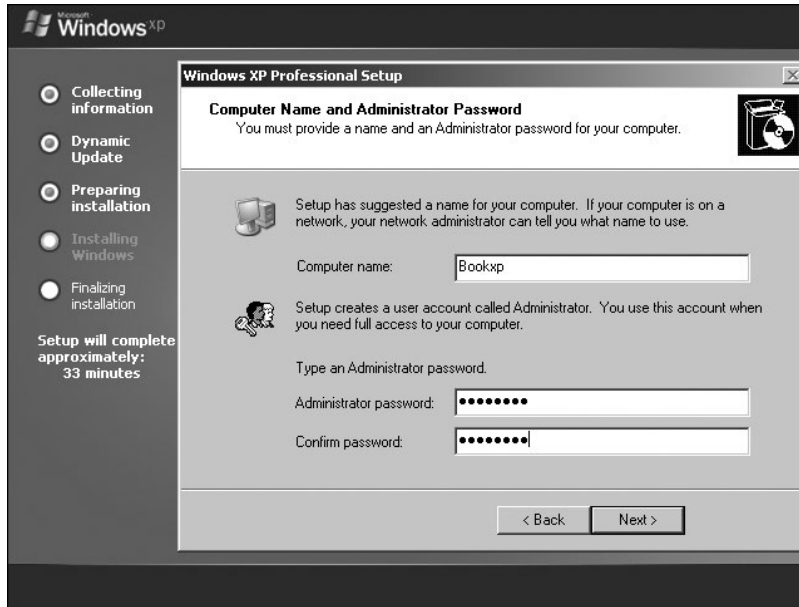 Microsoft
Windows xp
Collecting
information
Dynamic
Update
Preparing
installation
Installing
Windows
Finalizing
installation
Setup will complete
approximately:
33 minutes
Windows XP Professional Setup
Computer Name and Administrator Password
You must provide a name and an Administrator password for your computer.
Setup has suggested a name for your computer. If your computer is on a
network, your network administrator can tell you what name to use.
Computer name: Bookxp
Setup creates a user account called Administrator. You use this account when
you need full access to your computer.
Type an Administrator password.
Administrator password: ••••••••
Confirm password: ••••••••
< Back Next >